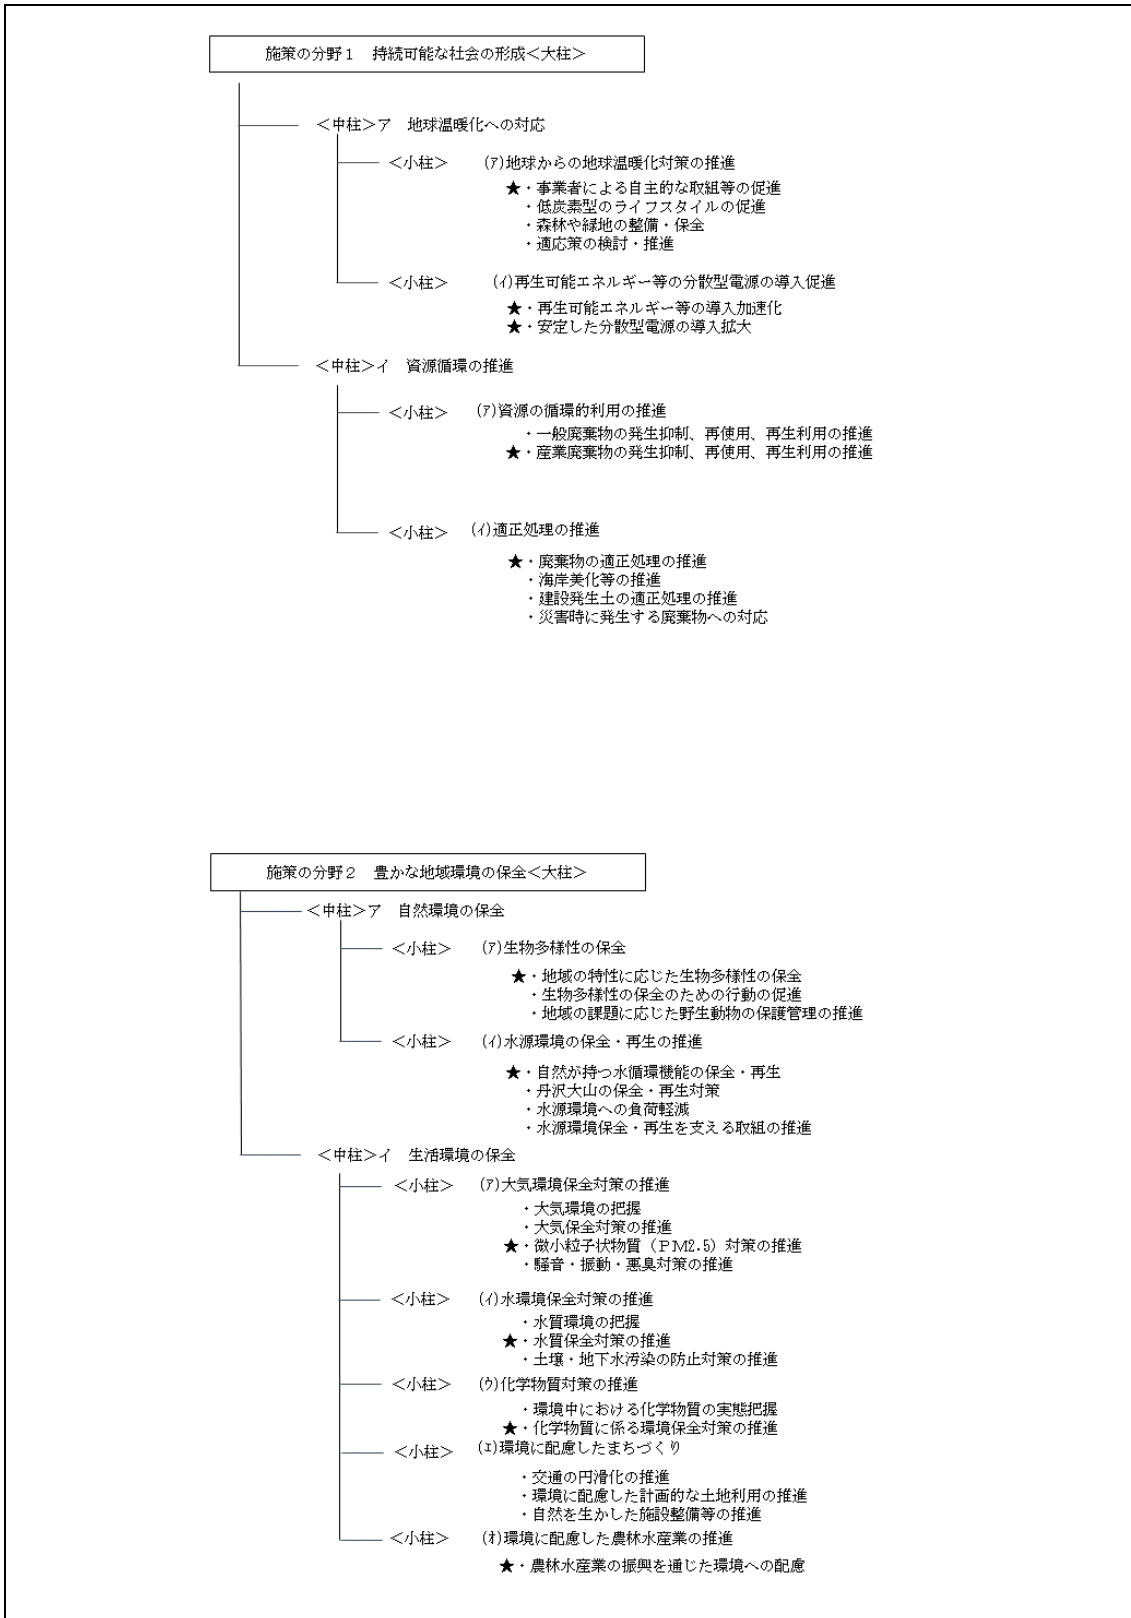 施策の分野１　持続可能な社会の形成＜大柱＞
＜中柱＞ア　地球温暖化への対応
＜小柱＞　(ｱ)地球からの地球温暖化対策の推進
★・事業者による自主的な取組等の促進
・低炭素型のライフスタイルの促進
・森林や緑地の整備・保全
・適応策の検討・推進
＜小柱＞　(ｲ)再生可能エネルギー等の分散型電源の導入促進
★・再生可能エネルギー等の導入加速化
★・安定した分散型電源の導入拡大
＜中柱＞イ　資源循環の推進
＜小柱＞　(ｱ)資源の循環的利用の推進
・一般廃棄物の発生抑制、再使用、再生利用の推進
★・産業廃棄物の発生抑制、再使用、再生利用の推進
＜小柱＞　(ｲ)適正処理の推進
★・廃棄物の適正処理の推進
・海岸美化等の推進
・建設発生土の適正処理の推進
・災害時に発生する廃棄物への対応
施策の分野２　豊かな地域環境の保全＜大柱＞
＜中柱＞ア　自然環境の保全
＜小柱＞　(ｱ)生物多様性の保全
★・地域の特性に応じた生物多様性の保全
・生物多様性の保全のための行動の促進
・地域の課題に応じた野生動物の保護管理の推進
＜小柱＞　(ｲ)水源環境の保全・再生の推進
★・自然が持つ水循環機能の保全・再生
・丹沢大山の保全・再生対策
・水源環境への負荷軽減
・水源環境保全・再生を支える取組の推進
＜中柱＞イ　生活環境の保全
＜小柱＞　(ｱ)大気環境保全対策の推進
・大気環境の把握
・大気保全対策の推進
★・微小粒子状物質（ＰＭ2.5）対策の推進
・騒音・振動・悪臭対策の推進
＜小柱＞　(ｲ)水環境保全対策の推進
・水質環境の把握
★・水質保全対策の推進
・土壌・地下水汚染の防止対策の推進
＜小柱＞　(ｳ)化学物質対策の推進
・環境中における化学物質の実態把握
★・化学物質に係る環境保全対策の推進
＜小柱＞　(ｴ)環境に配慮したまちづくり
・交通の円滑化の推進
・環境に配慮した計画的な土地利用の推進
・自然を生かした施設整備等の推進
＜小柱＞　(ｵ)環境に配慮した農林水産業の推進
★・農林水産業の振興を通じた環境への配慮